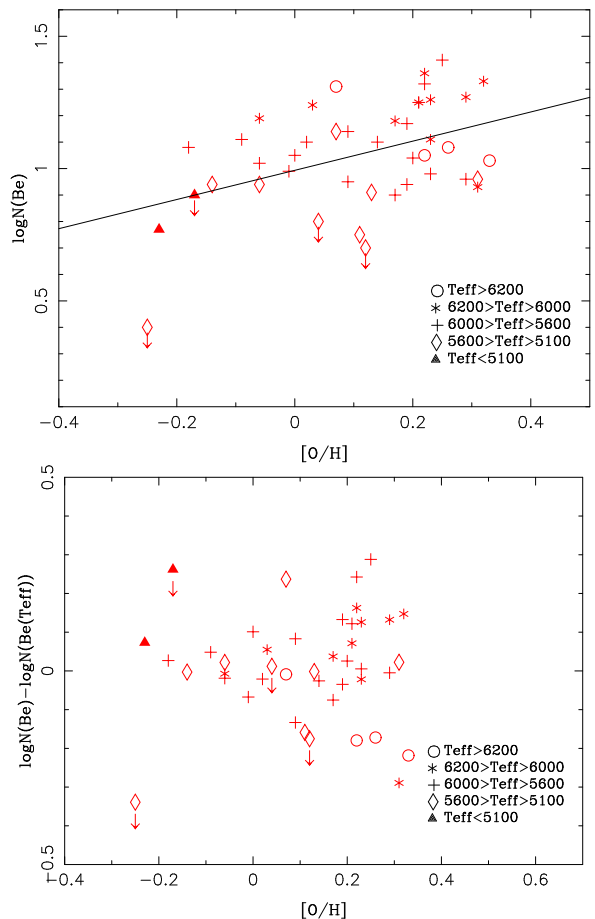 1.5
1
0.5
logN(Be)
Teff>6200
6200>Teff>6000
6000>Teff>5600
5600>Teff>5100
Teff<5100
−0.4 −0.2 0 0.2 0.4
[O/H]
0.5
0
0.5
logN(Be)−logN(Be(Teff))
Teff>6200
6200>Teff>6000
6000>Teff>5600
5600>Teff>5100
Teff<5100
−0.4 −0.2 0 0.2 0.4 0.6
[O/H]